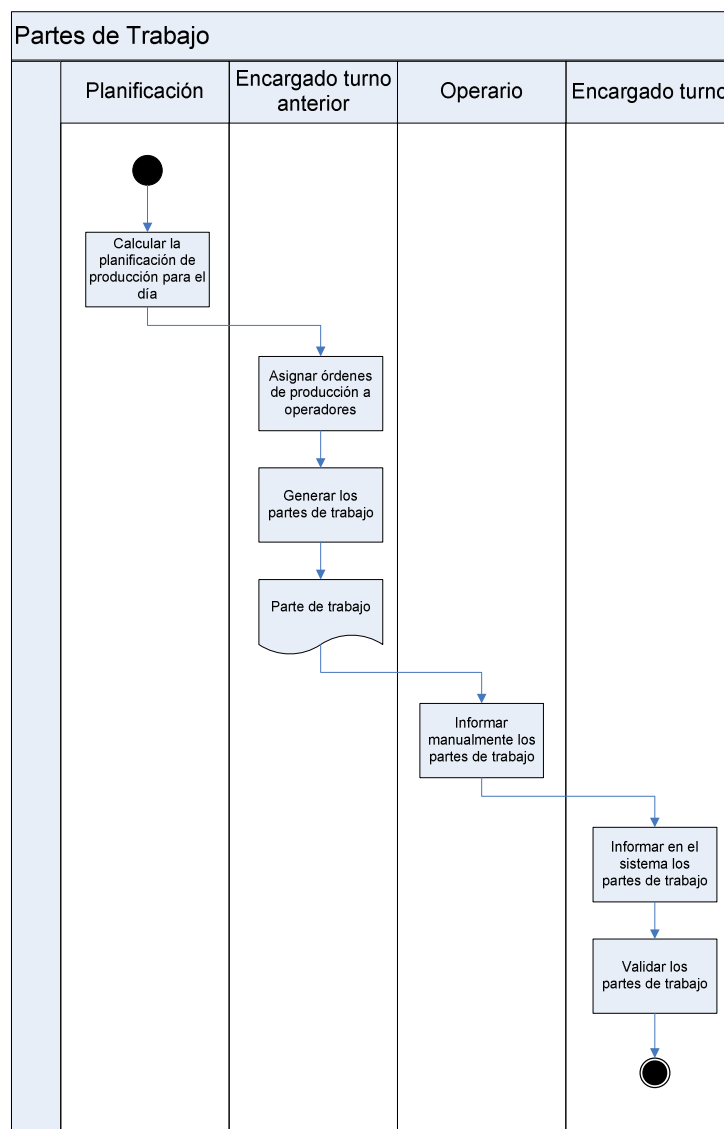 Partes de Trabajo
Planificación
Encargado turno
anterior
Operario
Encargado turno
Calcular la
planificación de
producción para el
día
Asignar órdenes
de producción a
operadores
Generar los
partes de trabajo
Parte de trabajo
Informar
manualmente los
partes de trabajo
Informar en el
sistema los
partes de trabajo
Validar los
partes de trabajo